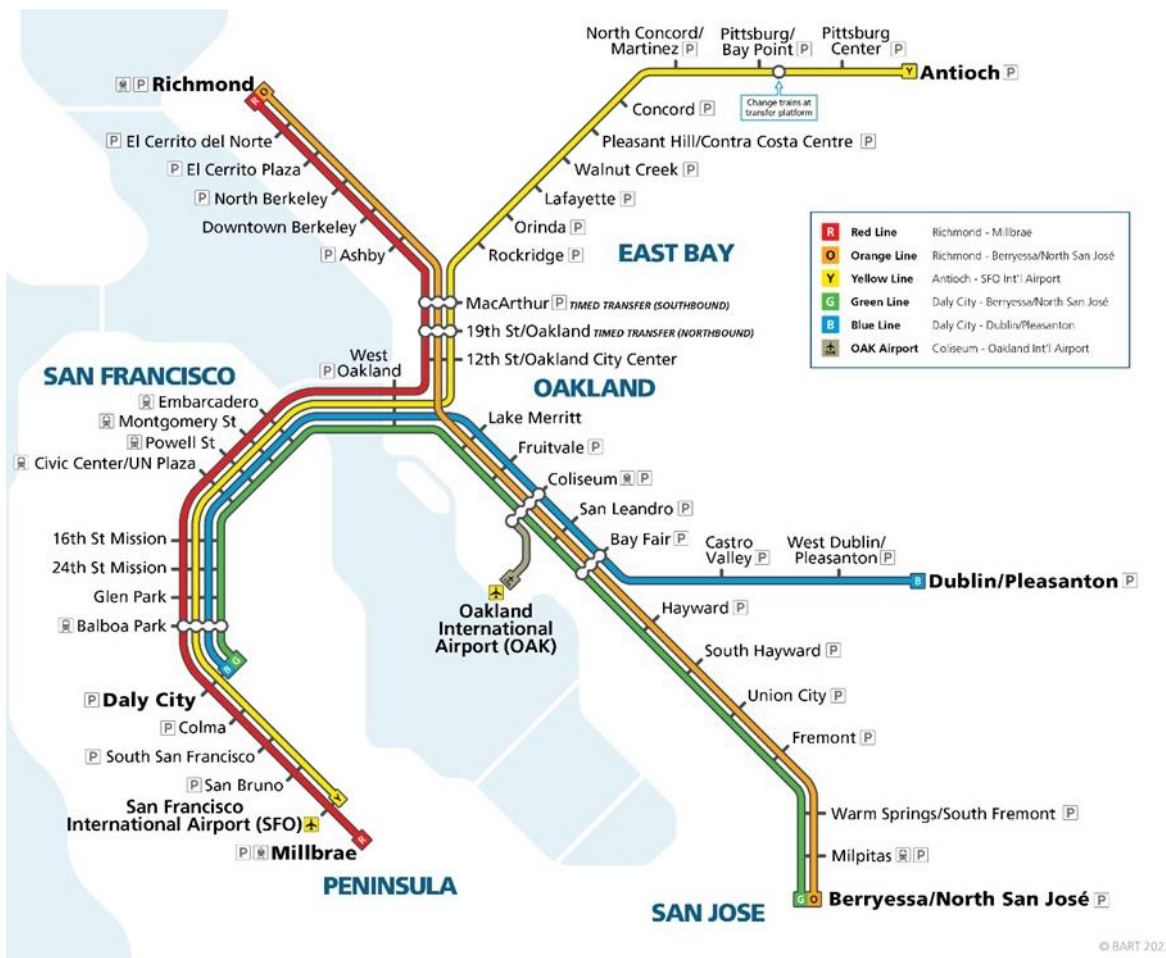 North Concord/
Martinez P
Pittsburg/
Bay Point P
Pittsburg
Center P
Y Antioch P
Change trains at
transfer platform
P Richmond
R O
Concord P
P El Cerrito del Norte
Pleasant Hill/Contra Costa Centre P
P El Cerrito Plaza
Walnut Creek P
P North Berkeley
Lafayette P
Downtown Berkeley
Orinda P
P Ashby
Rockridge P
EAST BAY
R Red Line Richmond - Millbrae
O Orange Line Richmond - Berryessa/North San José
Y Yellow Line Antioch - SFO Int'l Airport
G Green Line Daly City - Berryessa/North San José
B Blue Line Daly City - Dublin/Pleasanton
OAK Airport Coliseum - Oakland Int'l Airport
MacArthur P TIMED TRANSFER (SOUTHBOUND)
19th St/Oakland TIMED TRANSFER (NORTHBOUND)
12th St/Oakland City Center
West
P Oakland
SAN FRANCISCO
OAKLAND
Embarcadero
Montgomery St
Powell St
Civic Center/UN Plaza
Lake Merritt
Fruitvale P
Coliseum P
San Leandro P
Bay Fair P
Castro
Valley P
West Dublin/
Pleasanton P
B Dublin/Pleasanton P
16th St Mission
24th St Mission
Glen Park
Balboa Park
Oakland
International
Airport (OAK)
Hayward P
South Hayward P
Union City P
Fremont P
B G
P Daly City
P Colma
P South San Francisco
P San Bruno
Y
San Francisco
International Airport (SFO)
P Millbrae
R
PENINSULA
Warm Springs/South Fremont P
Milpitas P
G O Berryessa/North San José P
SAN JOSE
© BART 202